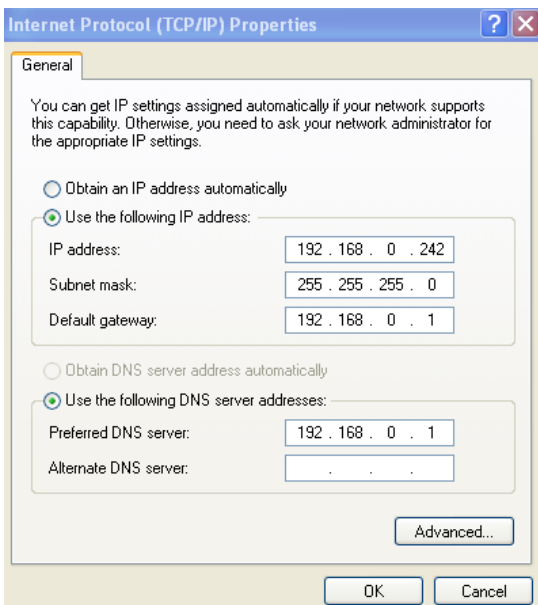 Internet Protocol (TCP/IP) Properties
General
You can get IP settings assigned automatically if your network supports
this capability. Otherwise, you need to ask your network administrator for
the appropriate IP settings.
Obtain an IP address automatically
Use the following IP address:
IP address: 192 . 168 . 0 . 242
Subnet mask: 255 . 255 . 255 . 0
Default gateway: 192 . 168 . 0 . 1
Obtain DNS server address automatically
Use the following DNS server addresses:
Preferred DNS server: 192 . 168 . 0 . 1
Alternate DNS server: . . .
Advanced...
OK Cancel